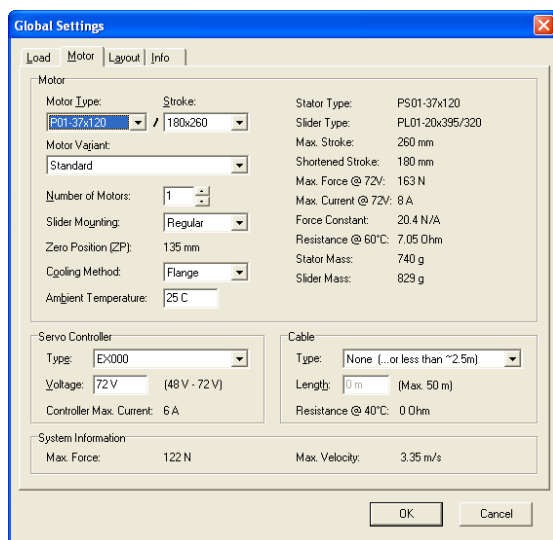 Global Settings
Load Motor Layout Info
Motor
Motor Type: Stroke:
P01-37x120 / 180x260
Motor Variant:
Standard
Number of Motors: 1
Slider Mounting: Regular
Zero Position (ZP): 135 mm
Cooling Method: Flange
Ambient Temperature: 25 C
Stator Type: PS01-37x120
Slider Type: PL01-20x395/320
Max. Stroke: 260 mm
Shortened Stroke: 180 mm
Max. Force @ 72V: 163 N
Max. Current @ 72V: 8 A
Force Constant: 20.4 N/A
Resistance @ 60°C: 7.05 Ohm
Stator Mass: 740 g
Slider Mass: 829 g
Servo Controller
Type: EX000
Voltage: 72 V (48 V - 72 V)
Controller Max. Current: 6 A
Cable
Type: None (...or less than ~2.5m)
Length: 0 m (Max. 50 m)
Resistance @ 40°C: 0 Ohm
System Information
Max. Force: 122 N Max. Velocity: 3.35 m/s
OK Cancel